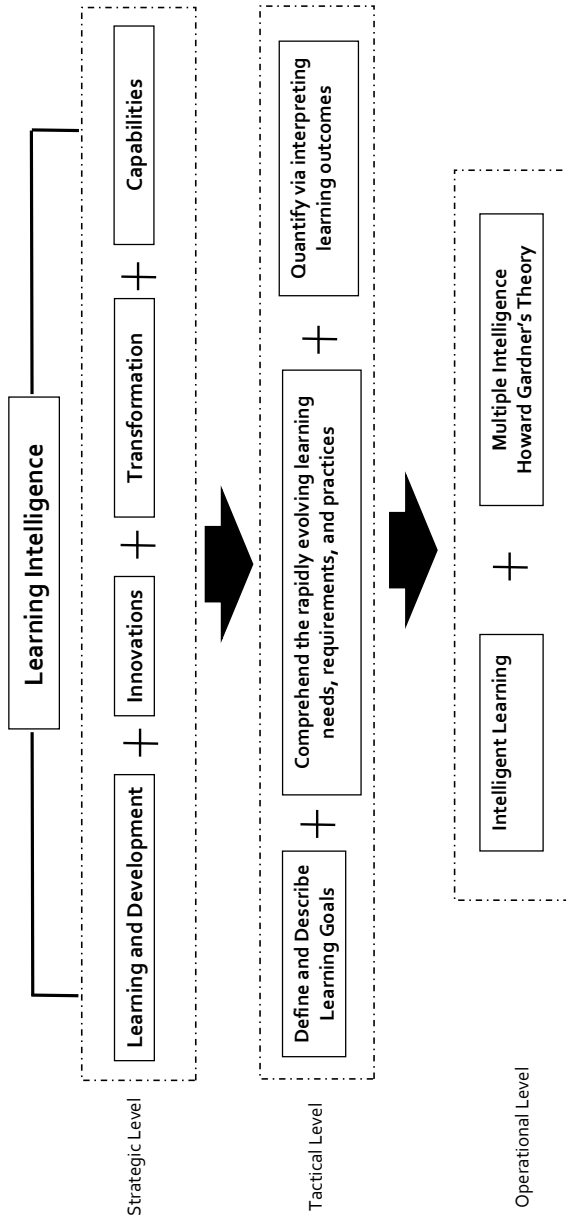 Learning Intelligence
Strategic Level
Learning and Development
+
Innovations
+
Transformation
+
Capabilities
Tactical Level
Define and Describe
Learning Goals
+
Comprehend the rapidly evolving learning
needs, requirements, and practices
+
Quantify via interpreting
learning outcomes
Operational Level
Intelligent Learning
+
Multiple Intelligence
Howard Gardner's Theory